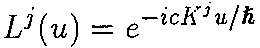 $L^j(u) = e^{-icK^j u/\hbar}$